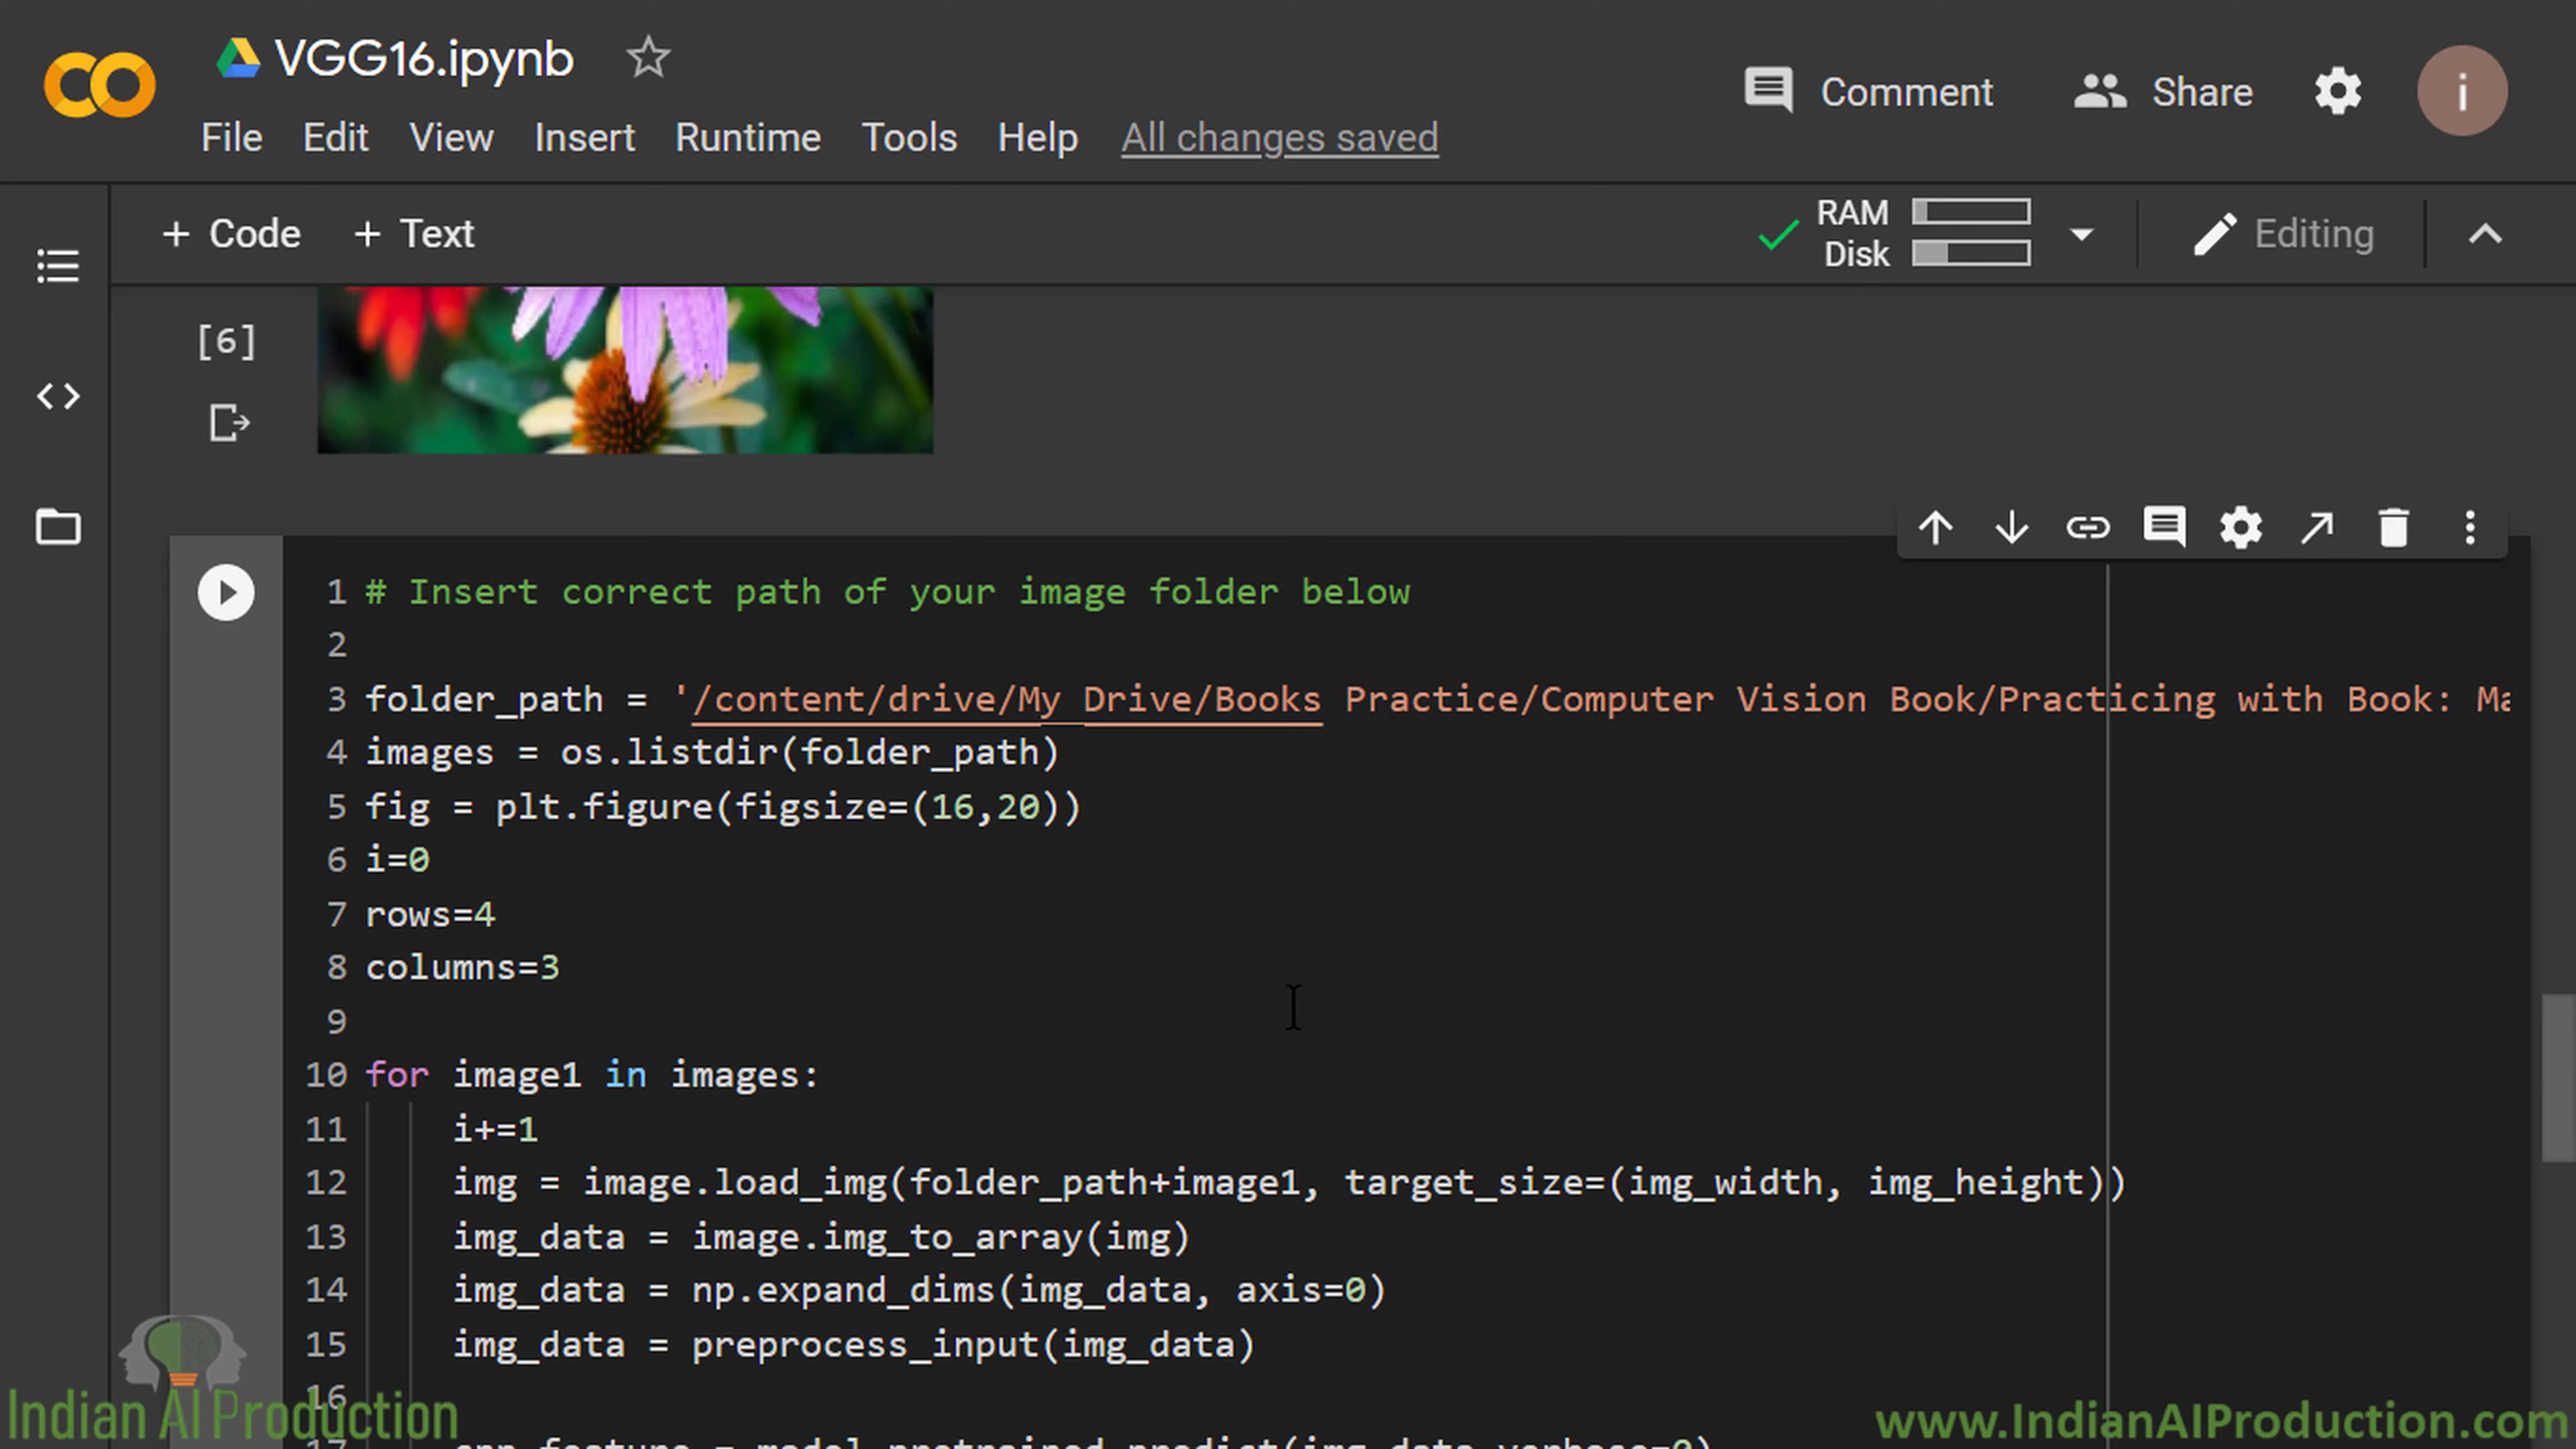 VGG16.ipynb
Comment
Share
i
File Edit View Insert Runtime Tools Help All changes saved
+ Code + Text
RAM
Disk
Editing
[6]
1 # Insert correct path of your image folder below
2
3 folder_path = '/content/drive/My Drive/Books Practice/Computer Vision Book/Practicing with Book: Ma
4 images = os.listdir(folder_path)
5 fig = plt.figure(figsize=(16,20))
6 i=0
7 rows=4
8 columns=3
9
10 for image1 in images:
11 i+=1
12 img = image.load_img(folder_path+image1, target_size=(img_width, img_height))
13 img_data = image.img_to_array(img)
14 img_data = np.expand_dims(img_data, axis=0)
15 img_data = preprocess_input(img_data)
16
Indian AI Production
www.IndianAIProduction.com